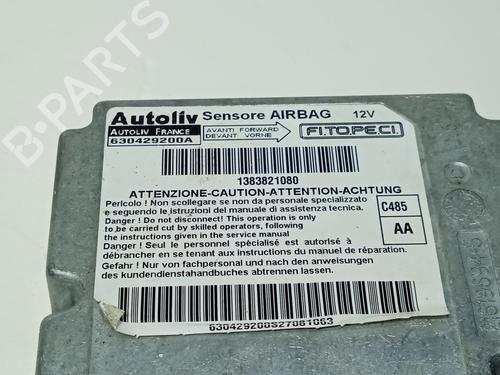 B-PARTS
Autoliv Sensore AIRBAG 12V
AUTOLIV FRANCE
630429200A
AVANTI FORWARD
DEVANT VORNE
FI.TO.PE.CI.
1383821080
ATTENZIONE-CAUTION-ATTENTION-ACHTUNG
Pericolo ! Non scollegare se non da personale specializzato
e seguendo le istruzioni del manuale di assistenza tecnica.
Danger ! Do not disconnect! This operation is only
to,be carried cut by skilled operators, following
the instructions given in the service manual
Danger ! Seul le personnel spécialisé est autorisé à
débrancher en se tenant aux instructions du manuel de réparation.
Gefahr ! Nur von fachpersonal und nach den anweisungen
des kundendienstahandbuches abtrennen lassen.
C485
AA
630429200S27081063